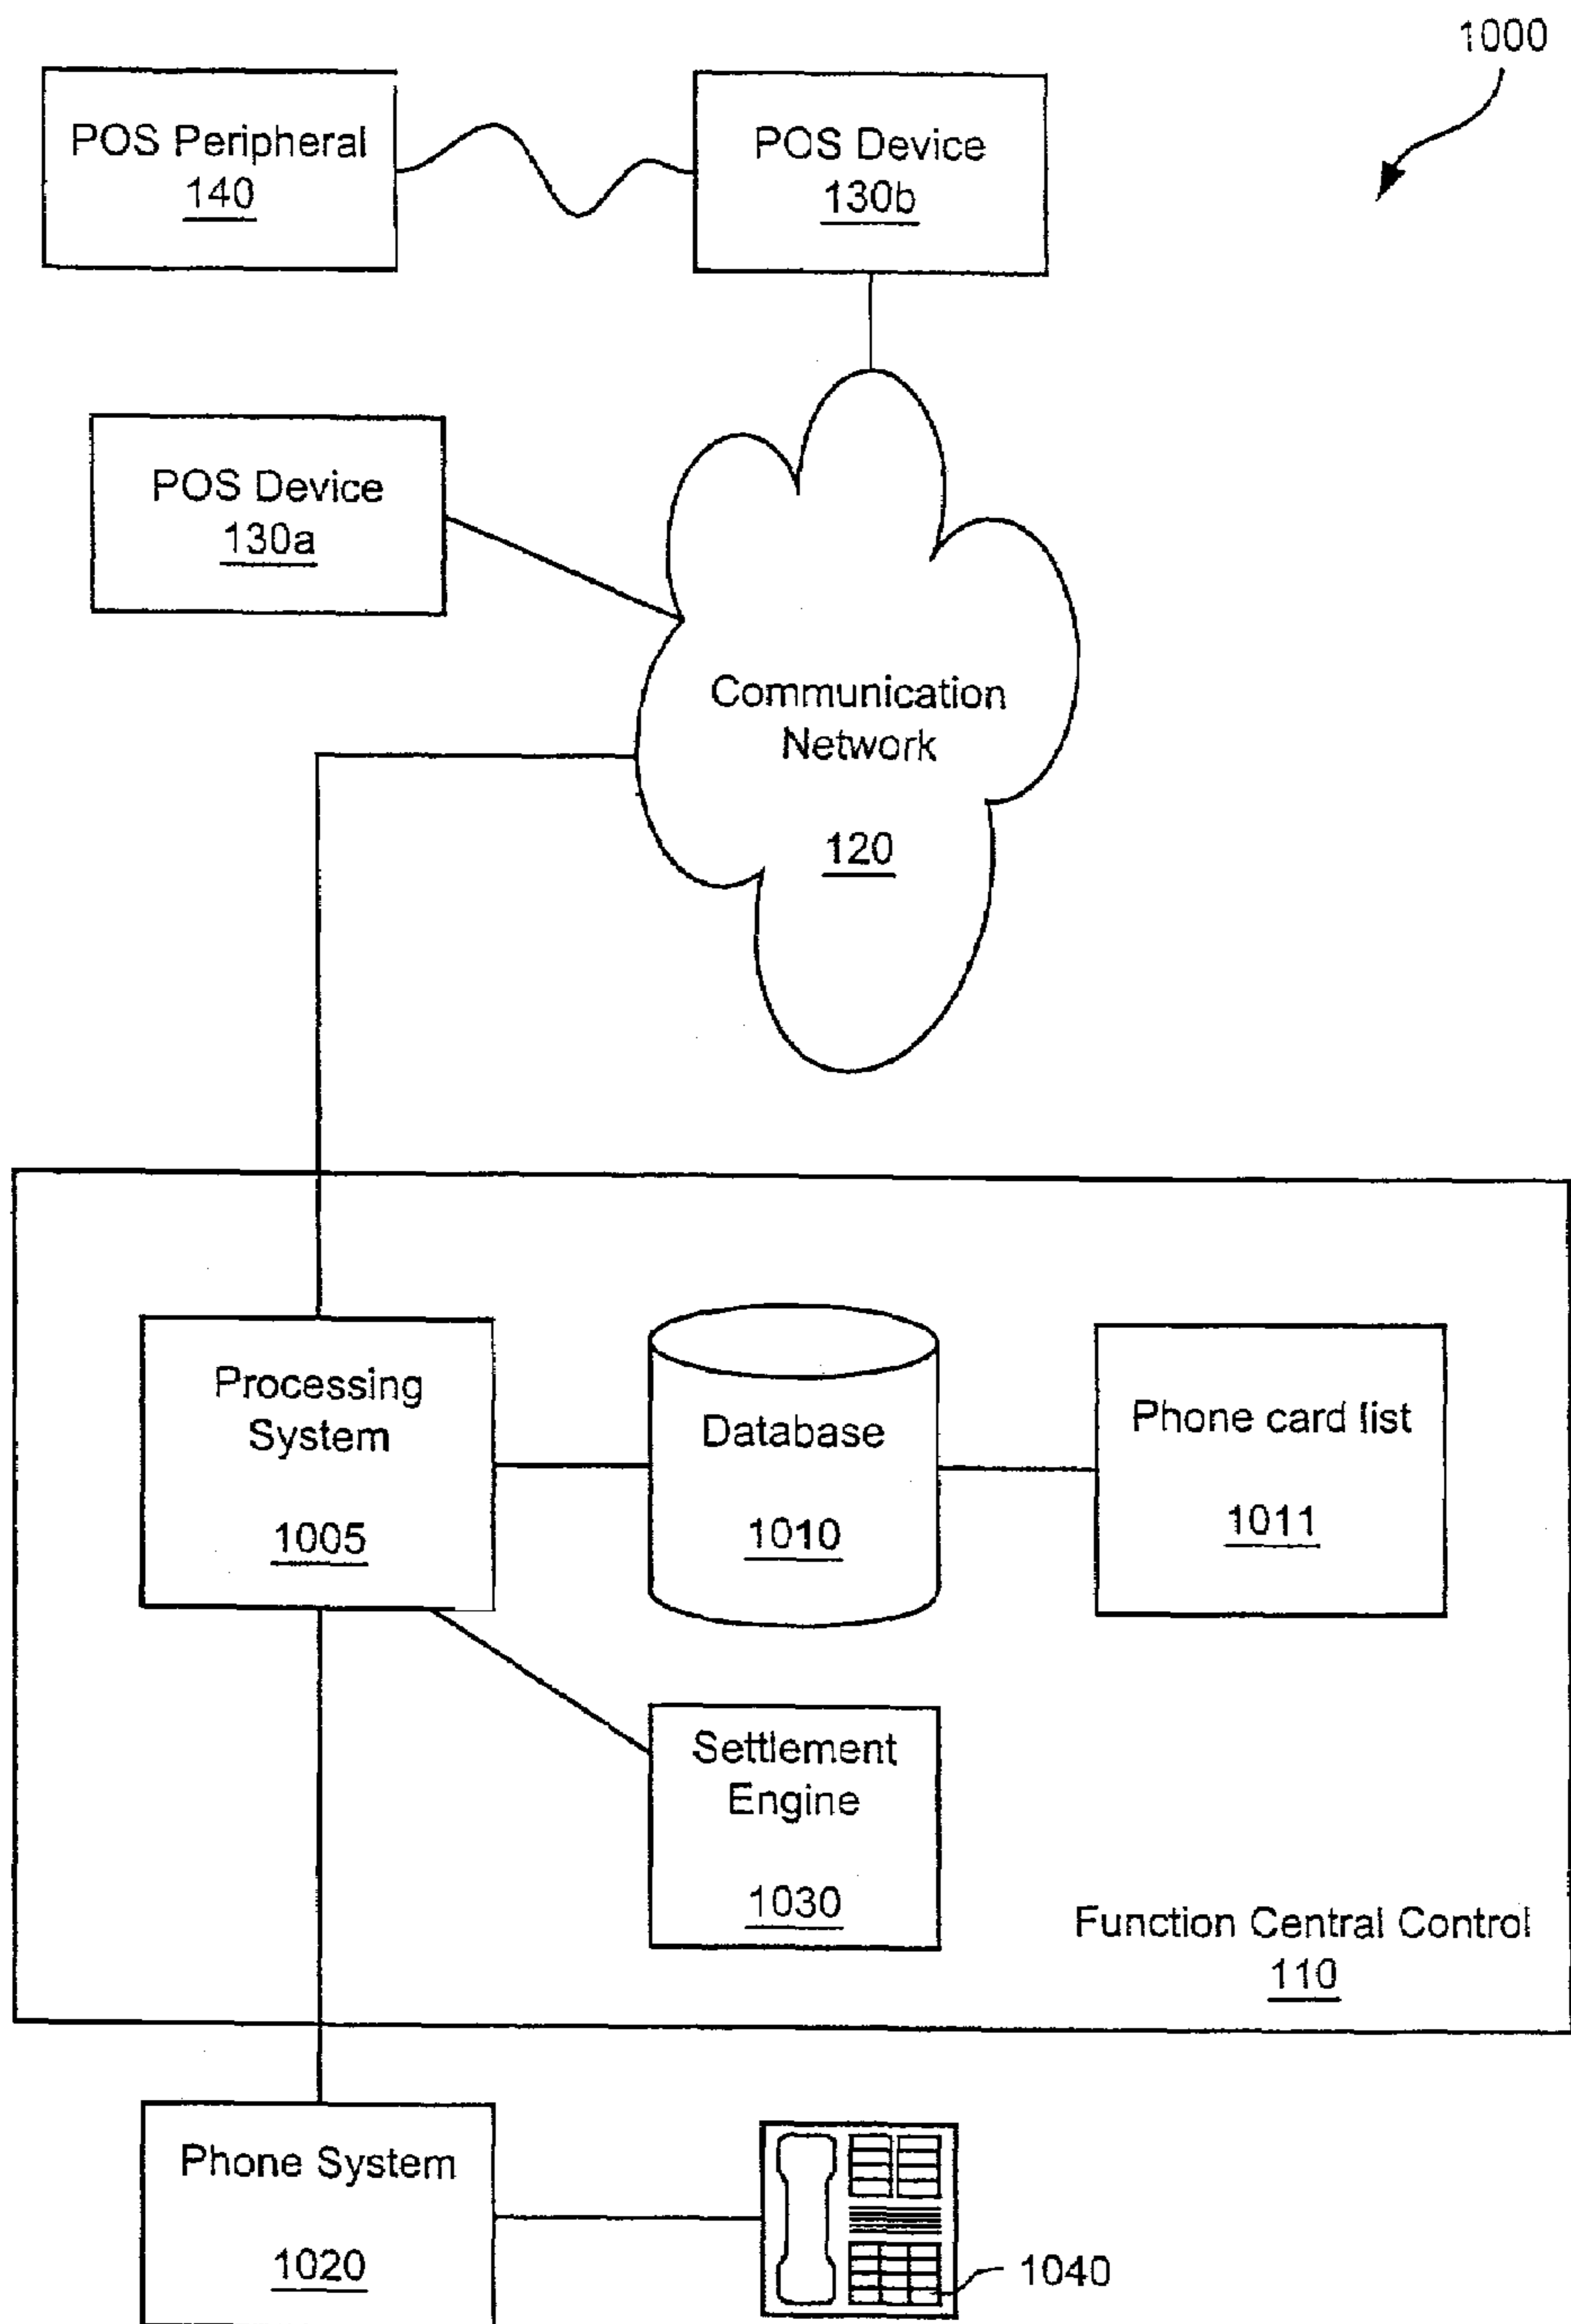 1000
POS Peripheral
140
POS Device
130b
POS Device
130a
Communication
Network
120
Processing
System
1005
Database
1010
Phone card list
1011
Settlement
Engine
1030
Function Central Control
110
Phone System
1020
1040